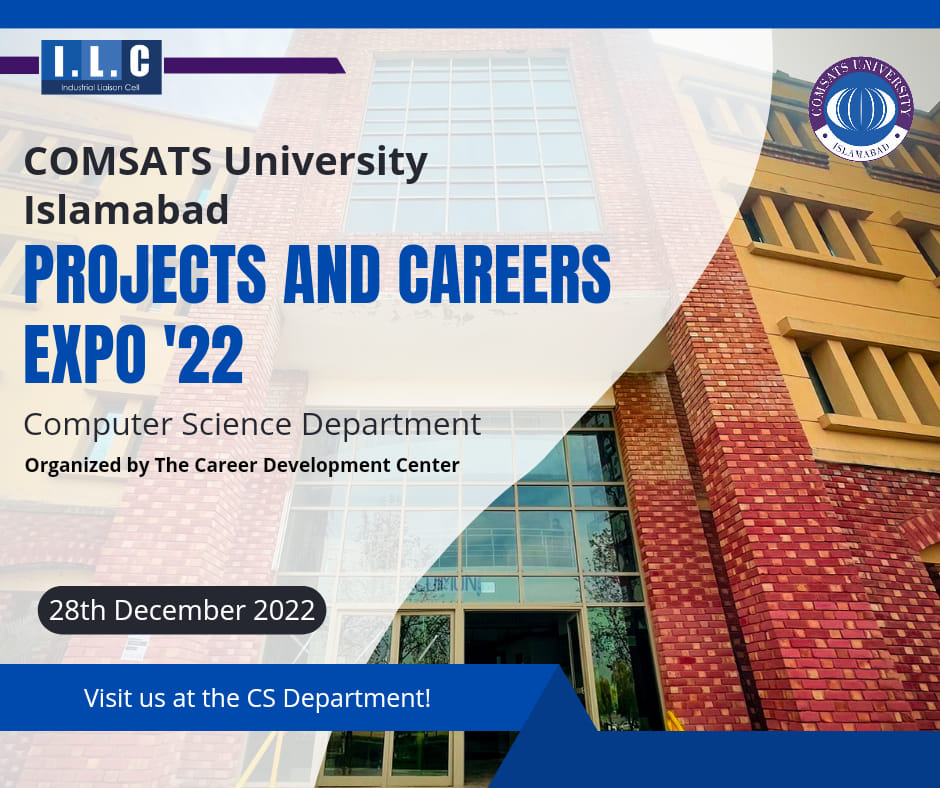 I.L.C
Industrial Liaison Cell
COMSATS UNIVERSITY
ISLAMABAD
COMSATS University
Islamabad
PROJECTS AND CAREERS
EXPO '22
Computer Science Department
Organized by The Career Development Center
28th December 2022
Visit us at the CS Department!